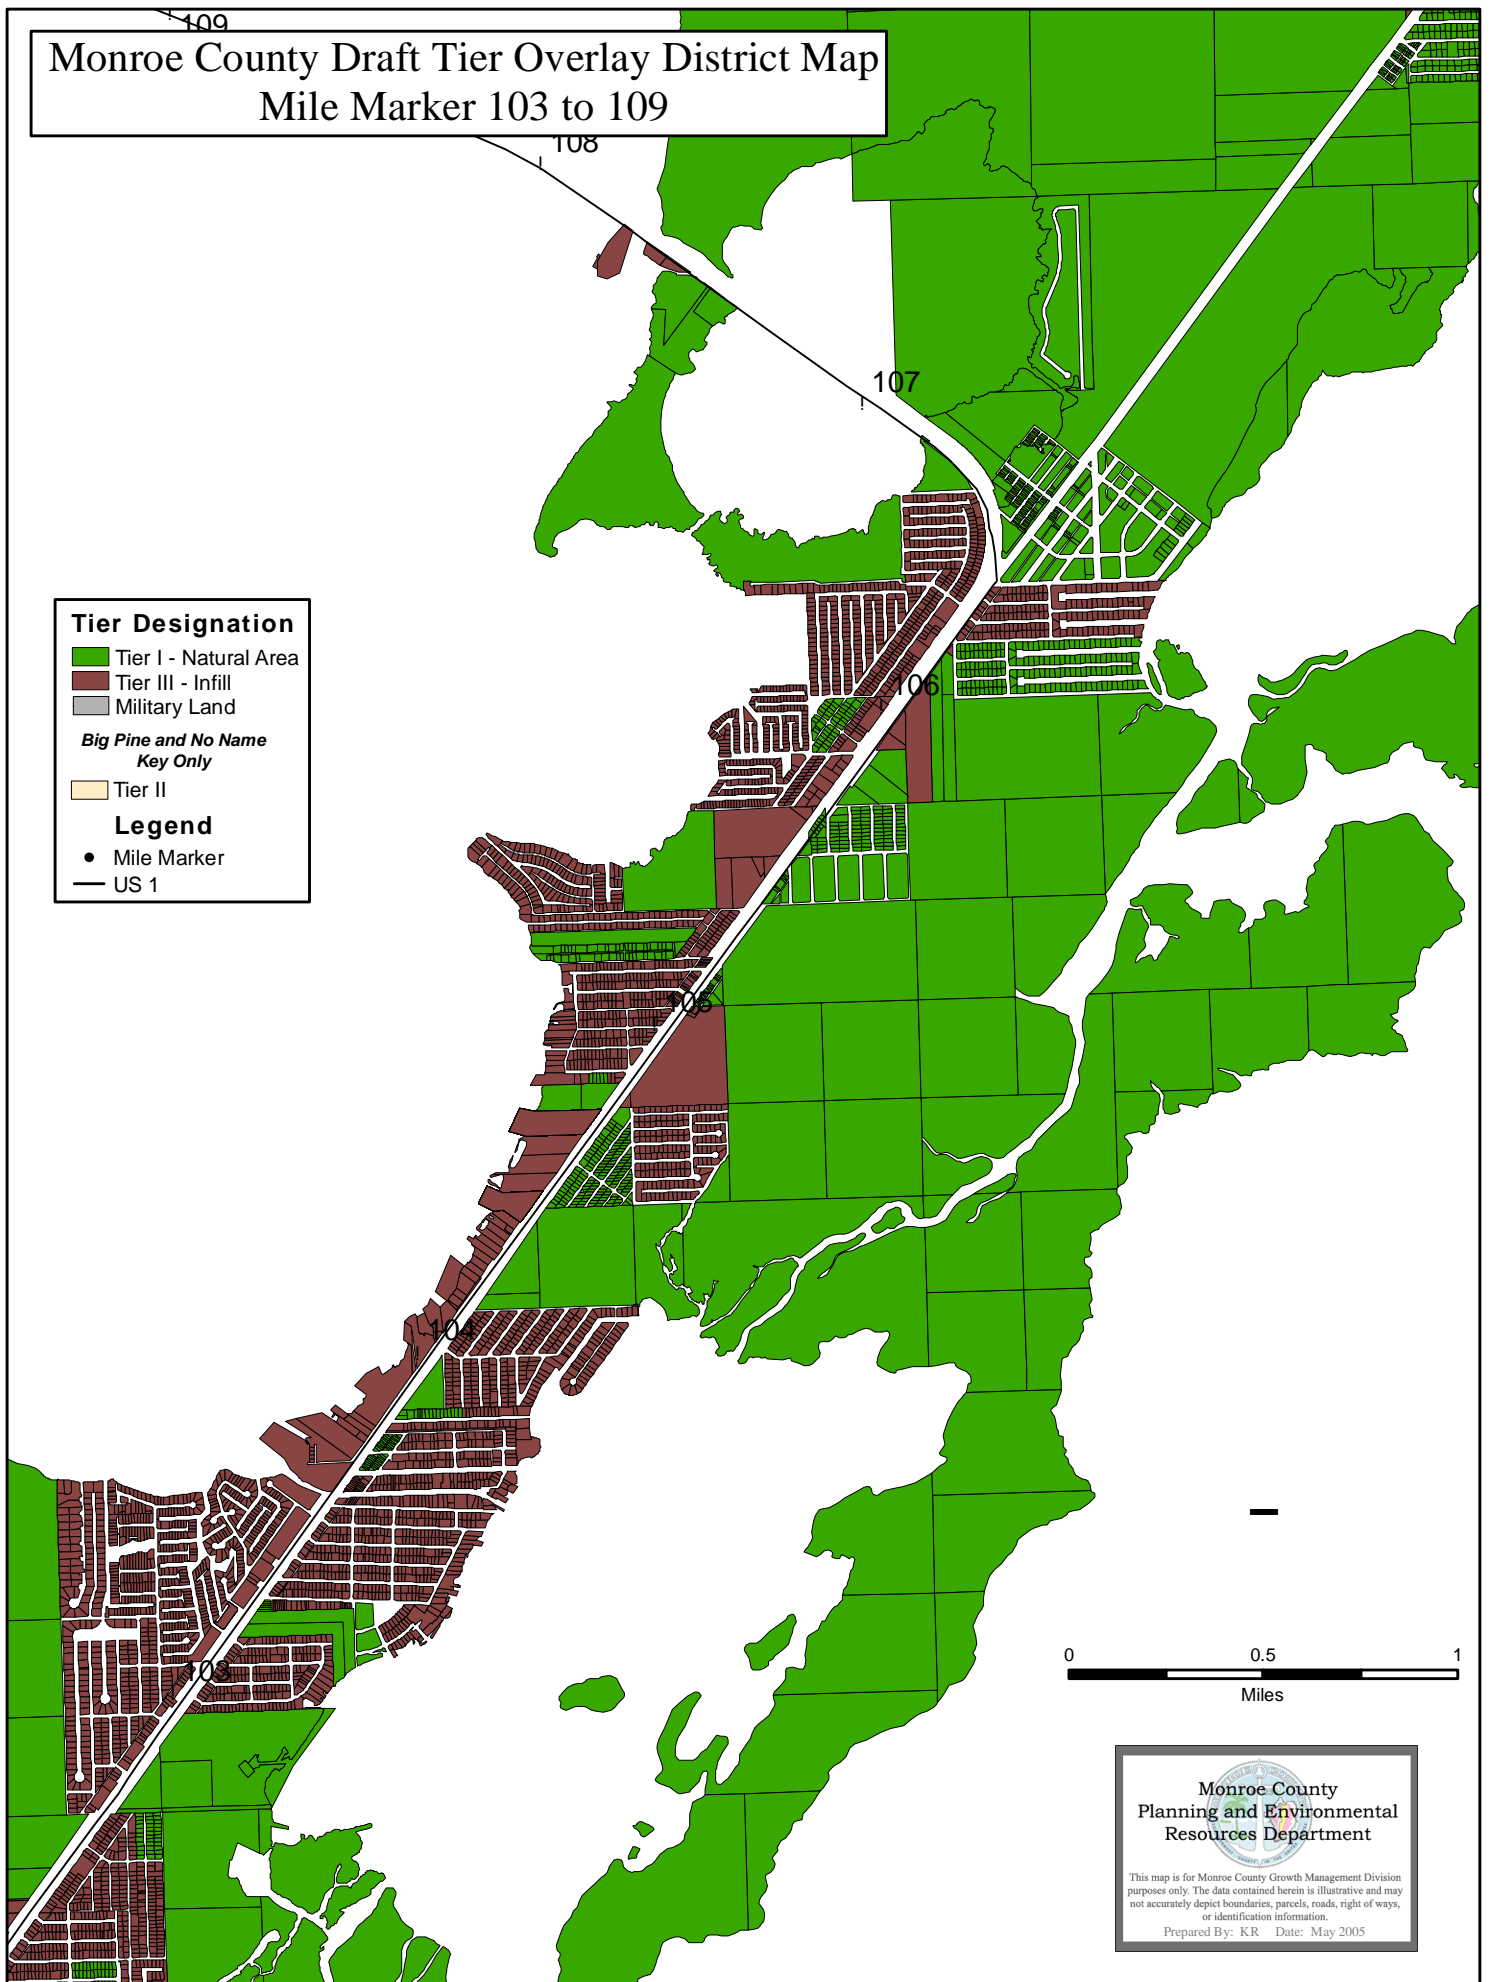 109
Monroe County Draft Tier Overlay District Map
Mile Marker 103 to 109
108
107
106
105
104
103
Tier Designation
Tier I - Natural Area
Tier III - Infill
Military Land
Big Pine and No Name
Key Only
Tier II
Legend
Mile Marker
US 1
0 0.5 1
Miles
Monroe County
Planning and Environmental
Resources Department
This map is for Monroe County Growth Management Division
purposes only. The data contained herein is illustrative and may
not accurately depict boundaries, parcels, roads, right of ways,
or identification information.
Prepared By: KR Date: May 2005